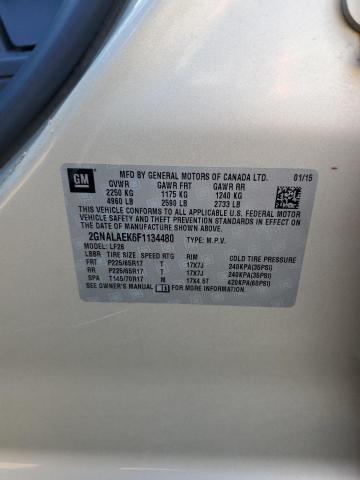 GM
MFD BY GENERAL MOTORS OF CANADA LTD. 01/15
GVWR GAWR FRT GAWR RR
2250 KG 1175 KG 1240 KG
4960 LB 2590 LB 2733 LB
THIS VEHICLE CONFORMS TO ALL APPLICABLE U.S. FEDERAL MOTOR
VEHICLE SAFETY AND THEFT PREVENTION STANDARDS IN EFFECT
ON THE DATE OF MANUFACTURE SHOWN ABOVE.
2GNALAEK6F1134480 TYPE: M.P.V.
MODEL: LF26
LBBR TIRE SIZE SPEED RTG RIM COLD TIRE PRESSURE
FRT P225/65R17 T 17X7J 240KPA(35PSI)
RR P225/65R17 T 17X7J 240KPA(35PSI)
SPA T145/70R17 M 17X4.5T 420KPA(60PSI)
SEE OWNER'S MANUAL